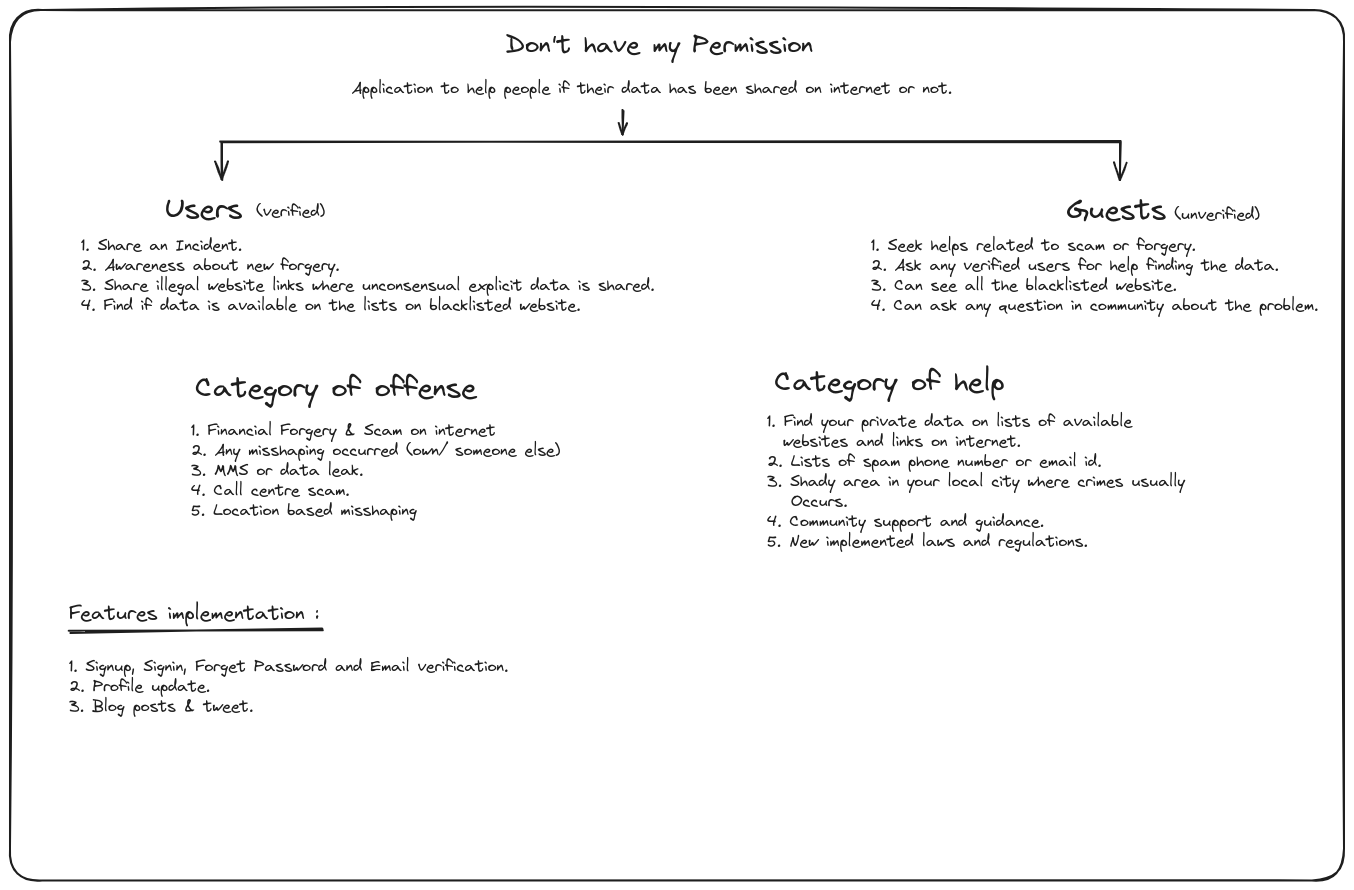 Don't have my Permission
Application to help people if their data has been shared on internet or not.
Users (verified)
1. Share an Incident.
2. Awareness about new forgery.
3. Share illegal website links where unconsensual explicit data is shared.
4. Find if data is available on the lists on blacklisted website.
Guests (unverified)
1. Seek helps related to scam or forgery.
2. Ask any verified users for help finding the data.
3. Can see all the blacklisted website.
4. Can ask any question in community about the problem.
Category of offense
1. Financial Forgery & Scam on internet
2. Any misshaping occurred (own/ someone else)
3. MMS or data leak.
4. Call centre scam.
5. Location based misshaping
Category of help
1. Find your private data on lists of available
websites and links on internet.
2. Lists of spam phone number or email id.
3. Shady area in your local city where crimes usually
Occurs.
4. Community support and guidance.
5. New implemented laws and regulations.
Features implementation :
1. Signup, Signin, Forget Password and Email verification.
2. Profile update.
3. Blog posts & tweet.